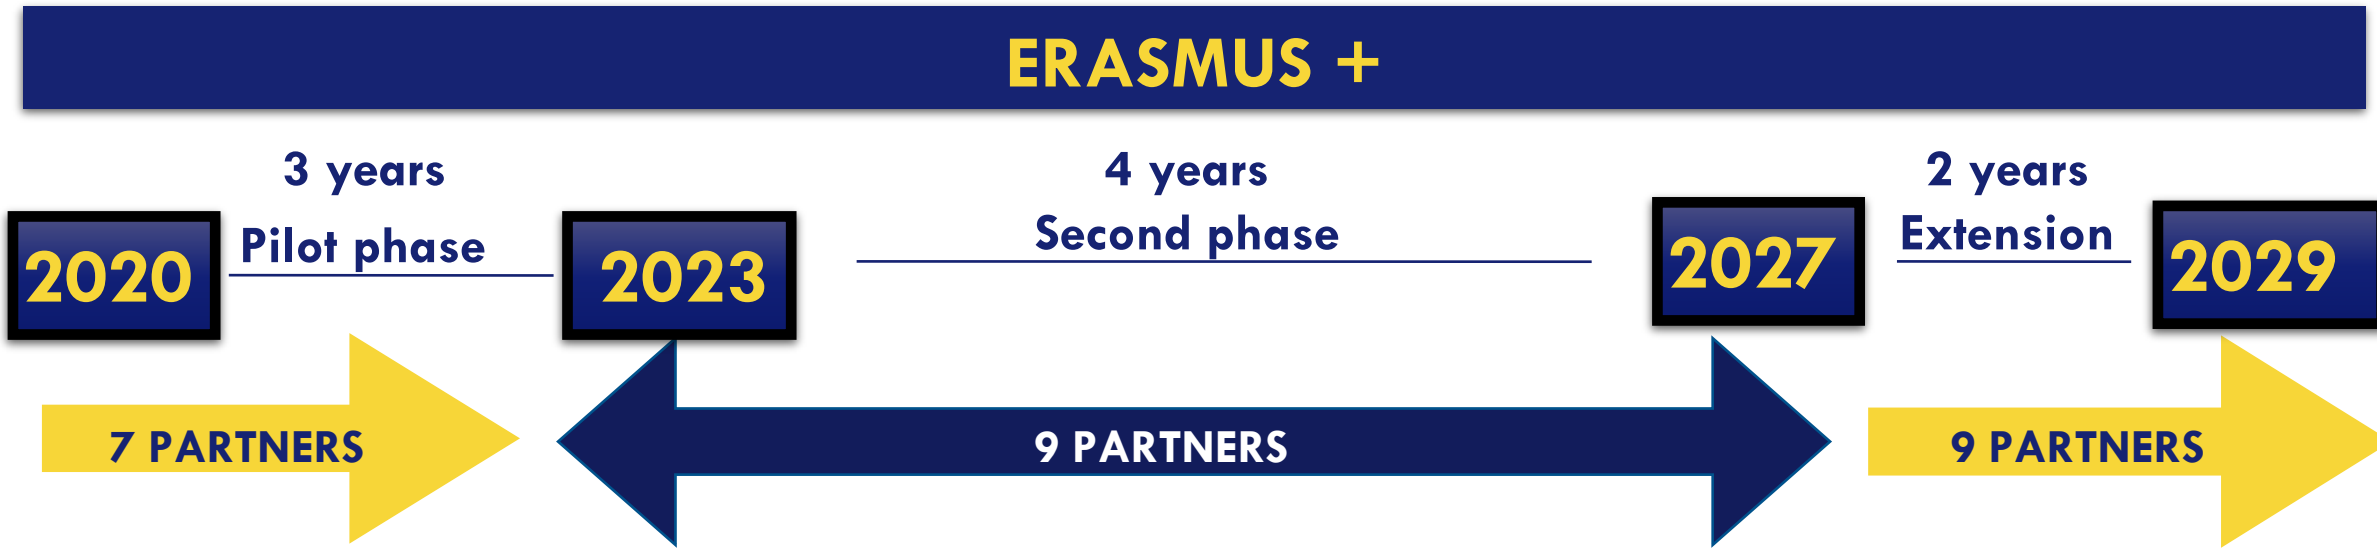 ERASMUS +
3 years
Pilot phase
4 years
Second phase
2 years
Extension
2020
2023
2027
2029
7 PARTNERS
9 PARTNERS
9 PARTNERS